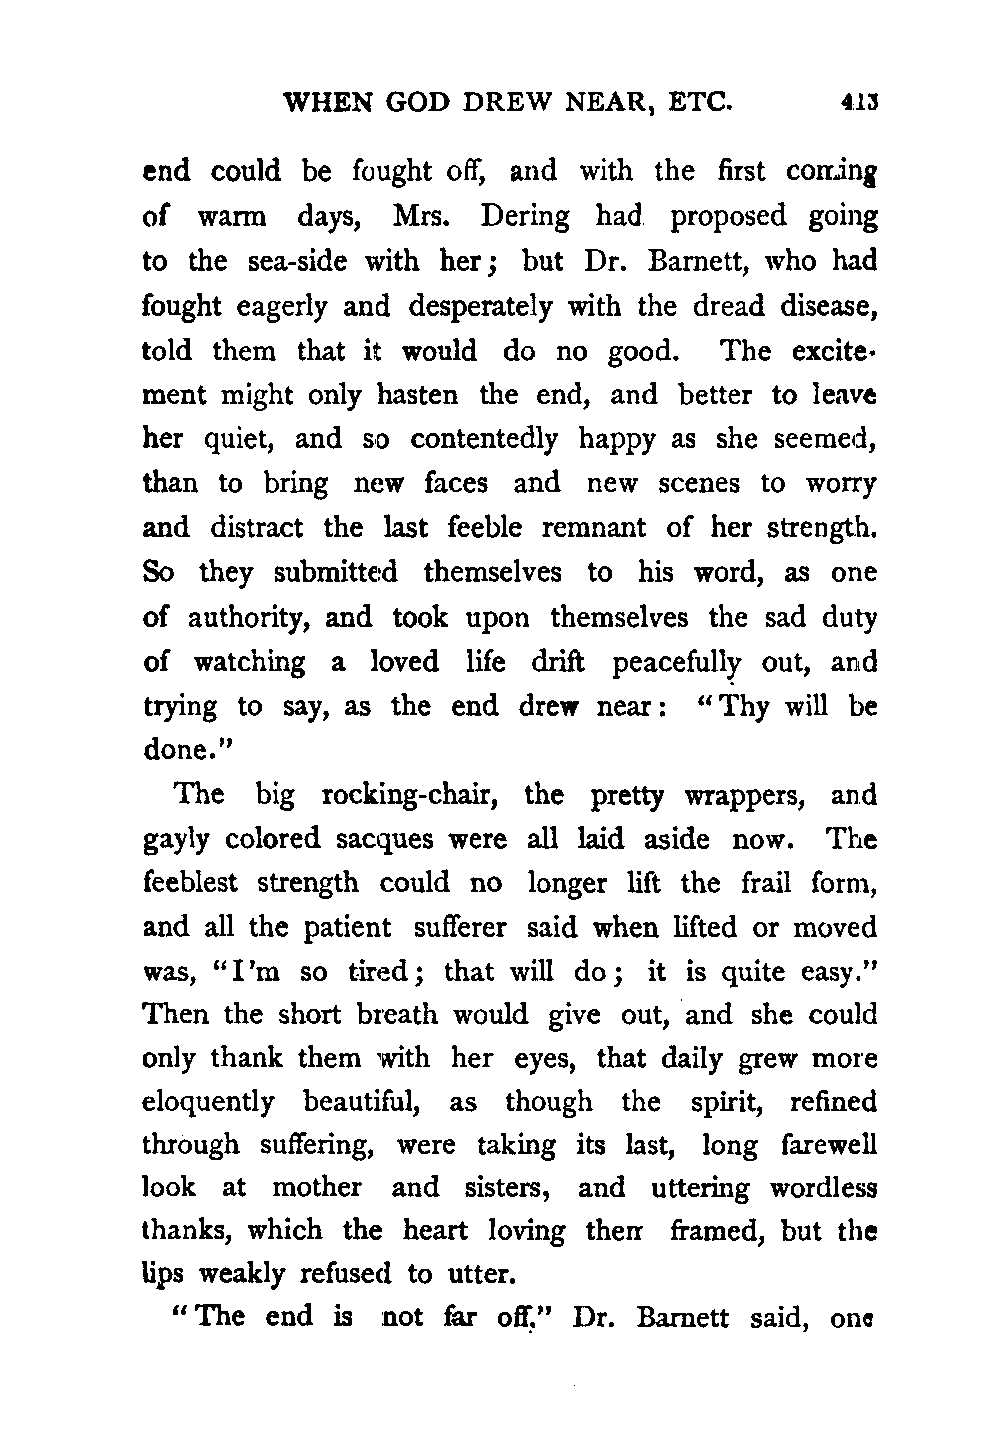 WHEN GOD DREW NEAR, ETC. 413
end could be fought off, and with the first coming
of warm days, Mrs. Dering had proposed going
to the sea-side with her; but Dr. Barnett, who had
fought eagerly and desperately with the dread disease,
told them that it would do no good. The excite-
ment might only hasten the end, and better to leave
her quiet, and so contentedly happy as she seemed,
than to bring new faces and new scenes to worry
and distract the last feeble remnant of her strength.
So they submitted themselves to his word, as one
of authority, and took upon themselves the sad duty
of watching a loved life drift peacefully out, and
trying to say, as the end drew near: "Thy will be
done."
The big rocking-chair, the pretty wrappers, and
gayly colored sacques were all laid aside now. The
feeblest strength could no longer lift the frail form,
and all the patient sufferer said when lifted or moved
was, "I'm so tired; that will do; it is quite easy."
Then the short breath would give out, and she could
only thank them with her eyes, that daily grew more
eloquently beautiful, as though the spirit, refined
through suffering, were taking its last, long farewell
look at mother and sisters, and uttering wordless
thanks, which the heart loving them framed, but the
lips weakly refused to utter.
"The end is not far off," Dr. Barnett said, one